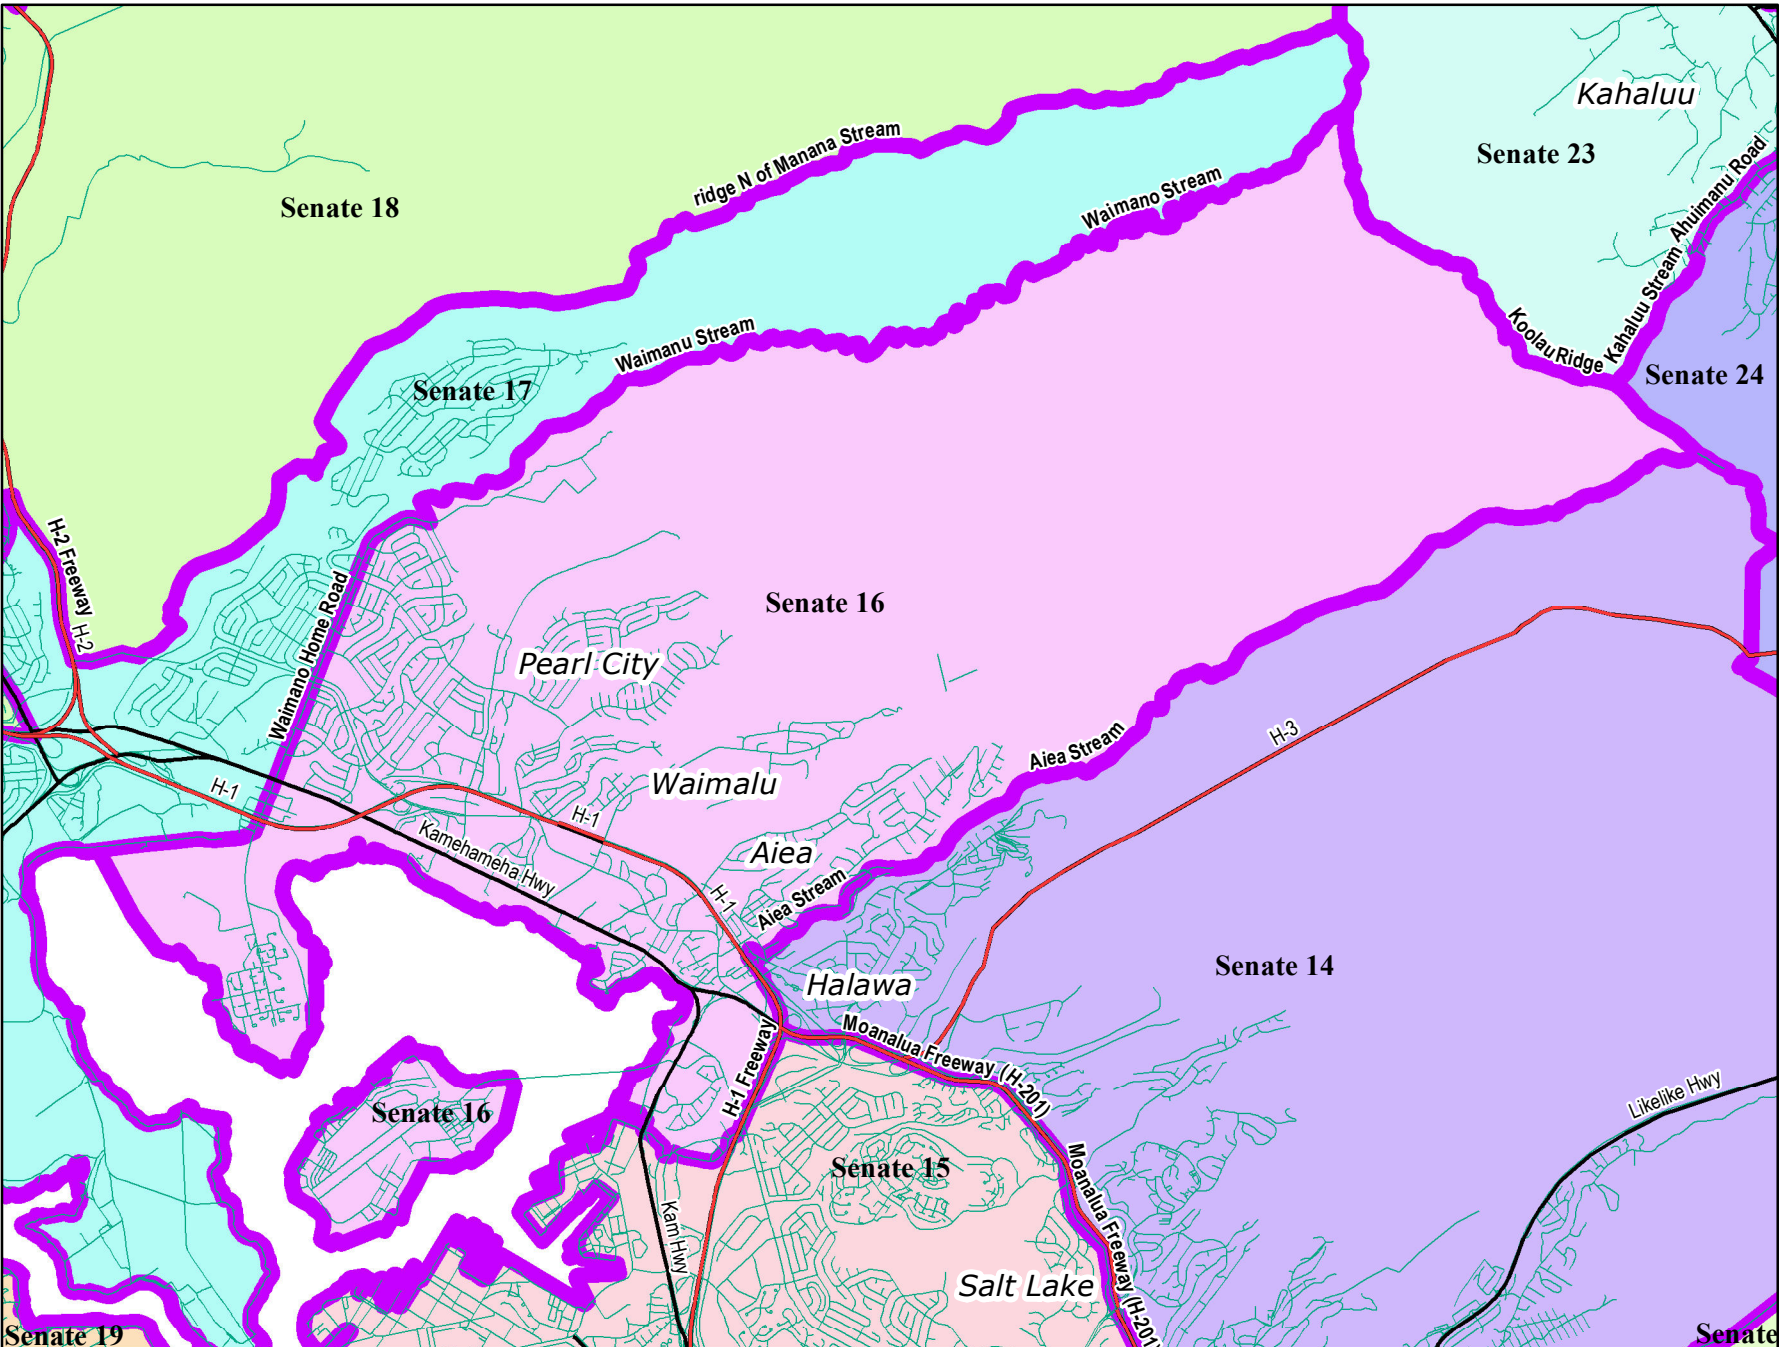 Kahaluu
ridge N of Manana Stream
Senate 23
Ahuimanu Road
Senate 18
Waimano Stream
Kahaluu Stream
Koolau Ridge
Waimanu Stream
Senate 24
Senate 17
H-2 Freeway
H-2
Waimano Home Road
Senate 16
Pearl City
Aiea Stream
H-3
Waimalu
H-1
H-1
Kamehameha Hwy
Aiea
H-1
Aiea Stream
Senate 14
Halawa
Moanalua Freeway (H-201)
H-1 Freeway
Senate 16
Likelike Hwy
Senate 15
Moanalua Freeway (H-201)
Kam Hwy
Salt Lake
Senate 19
Senate